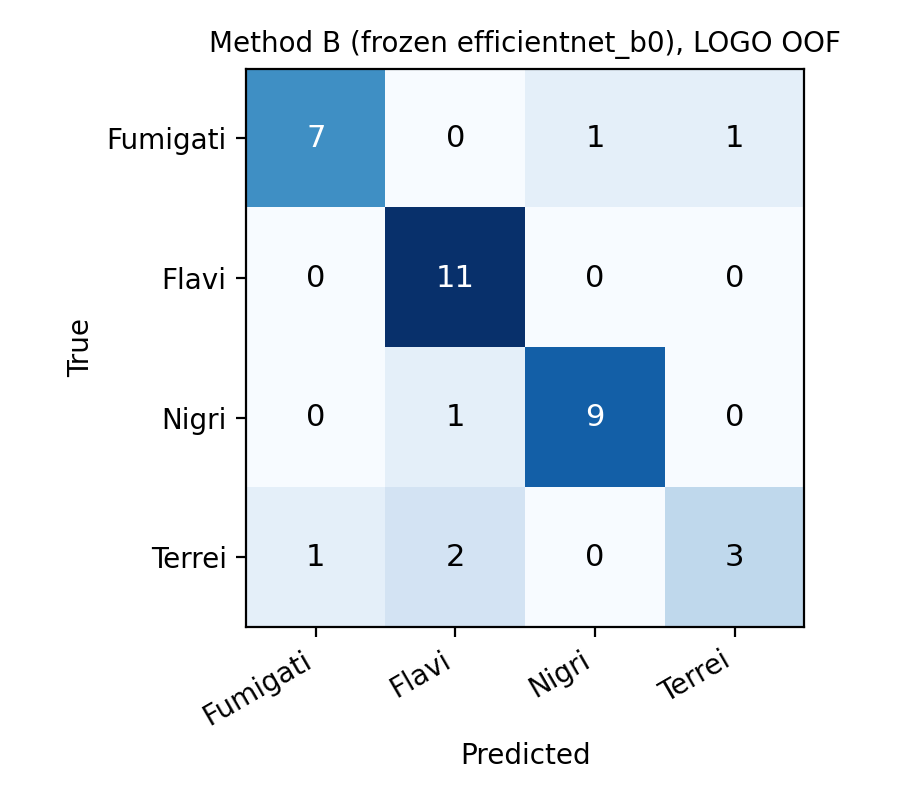 Method B (frozen efficientnet_b0), LOGO OOF
True
Fumigati 7 0 1 1
Flavi 0 11 0 0
Nigri 0 1 9 0
Terrei 1 2 0 3
Fumigati Flavi Nigri Terrei
Predicted